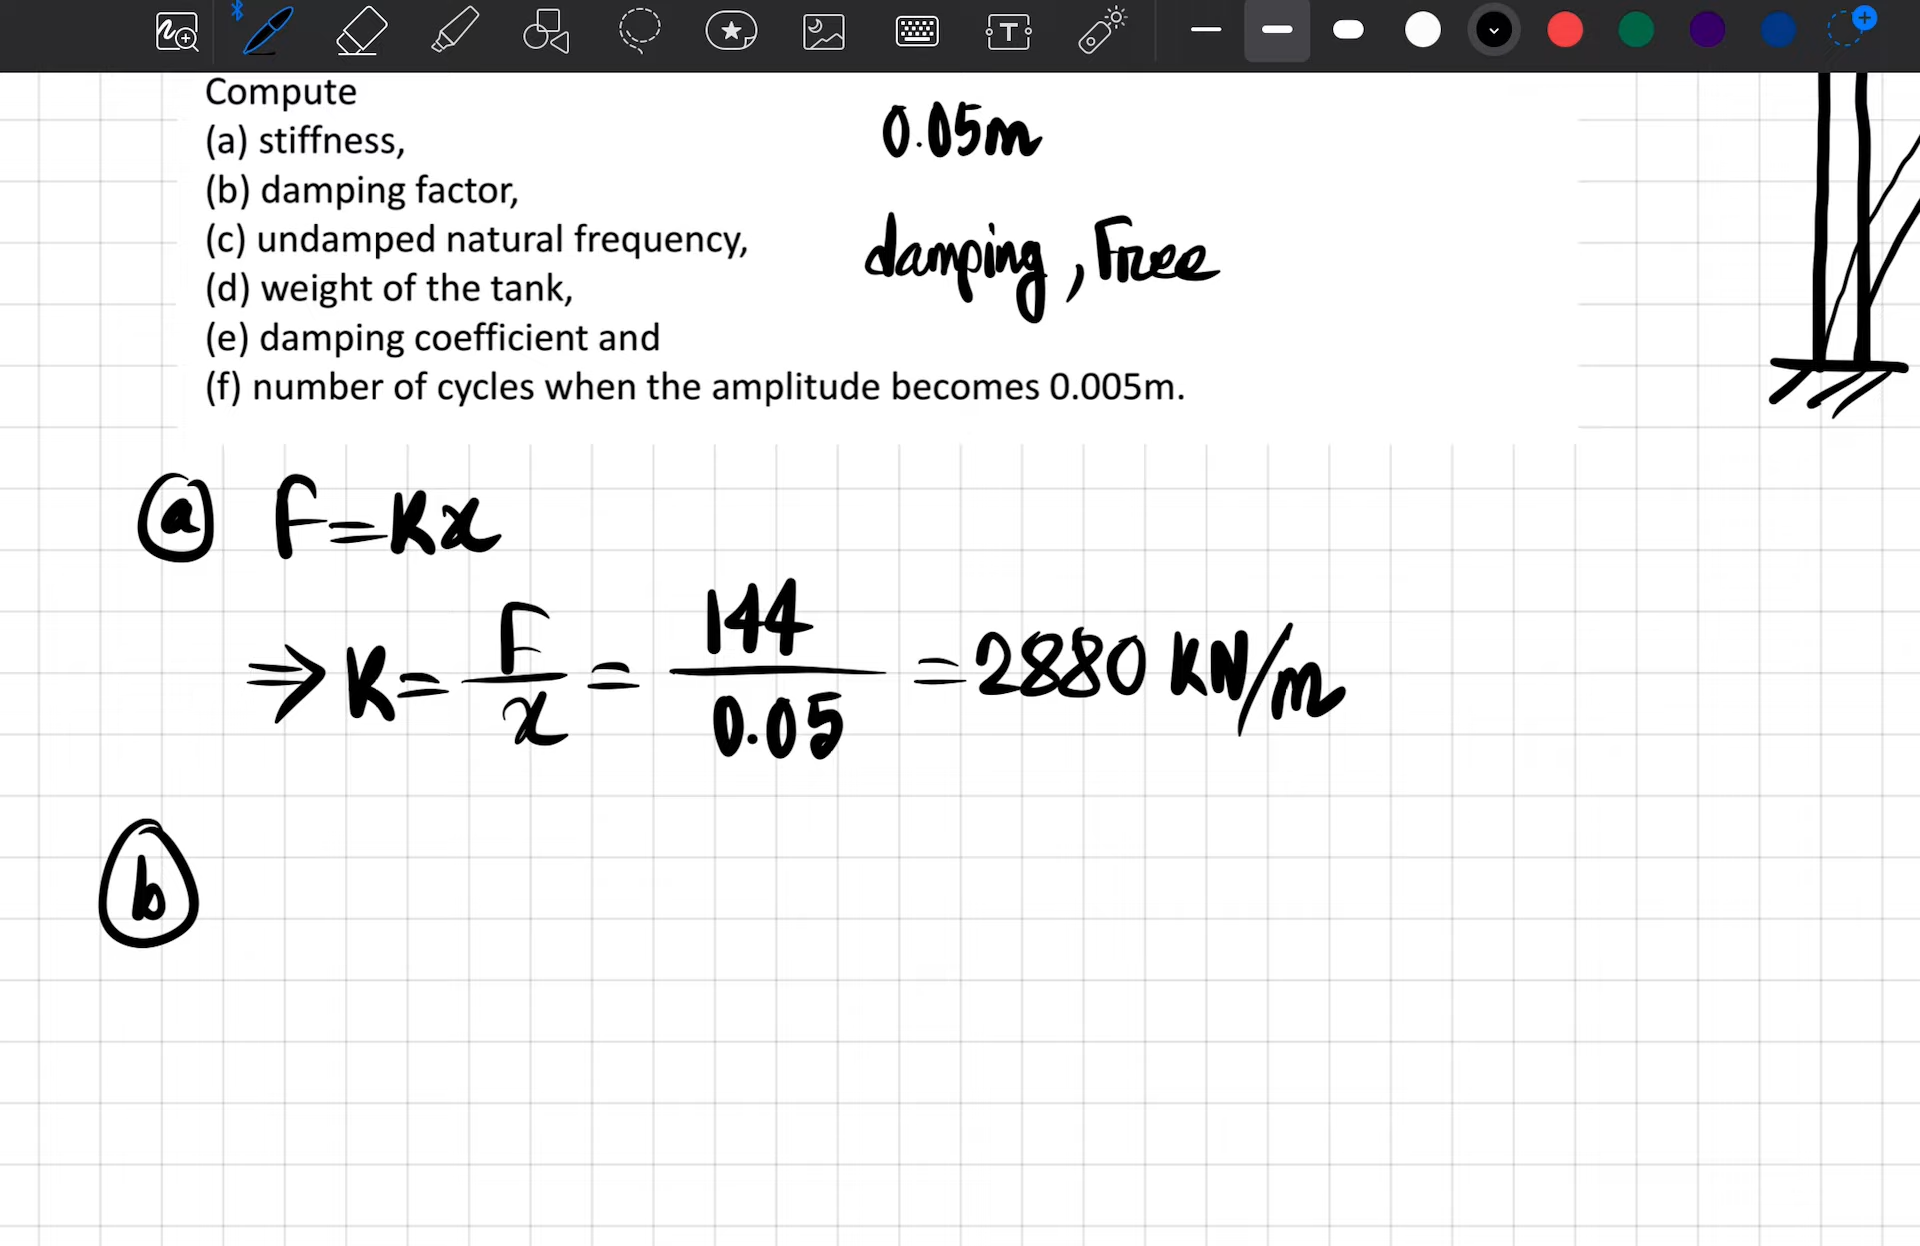 Compute
(a) stiffness,
(b) damping factor,
(c) undamped natural frequency,
(d) weight of the tank,
(e) damping coefficient and
(f) number of cycles when the amplitude becomes 0.005m.
0.05m
damping, Free
(a) F=Kx
⇒ K = F/x = 144/0.05 = 2880 KN/m
(b)